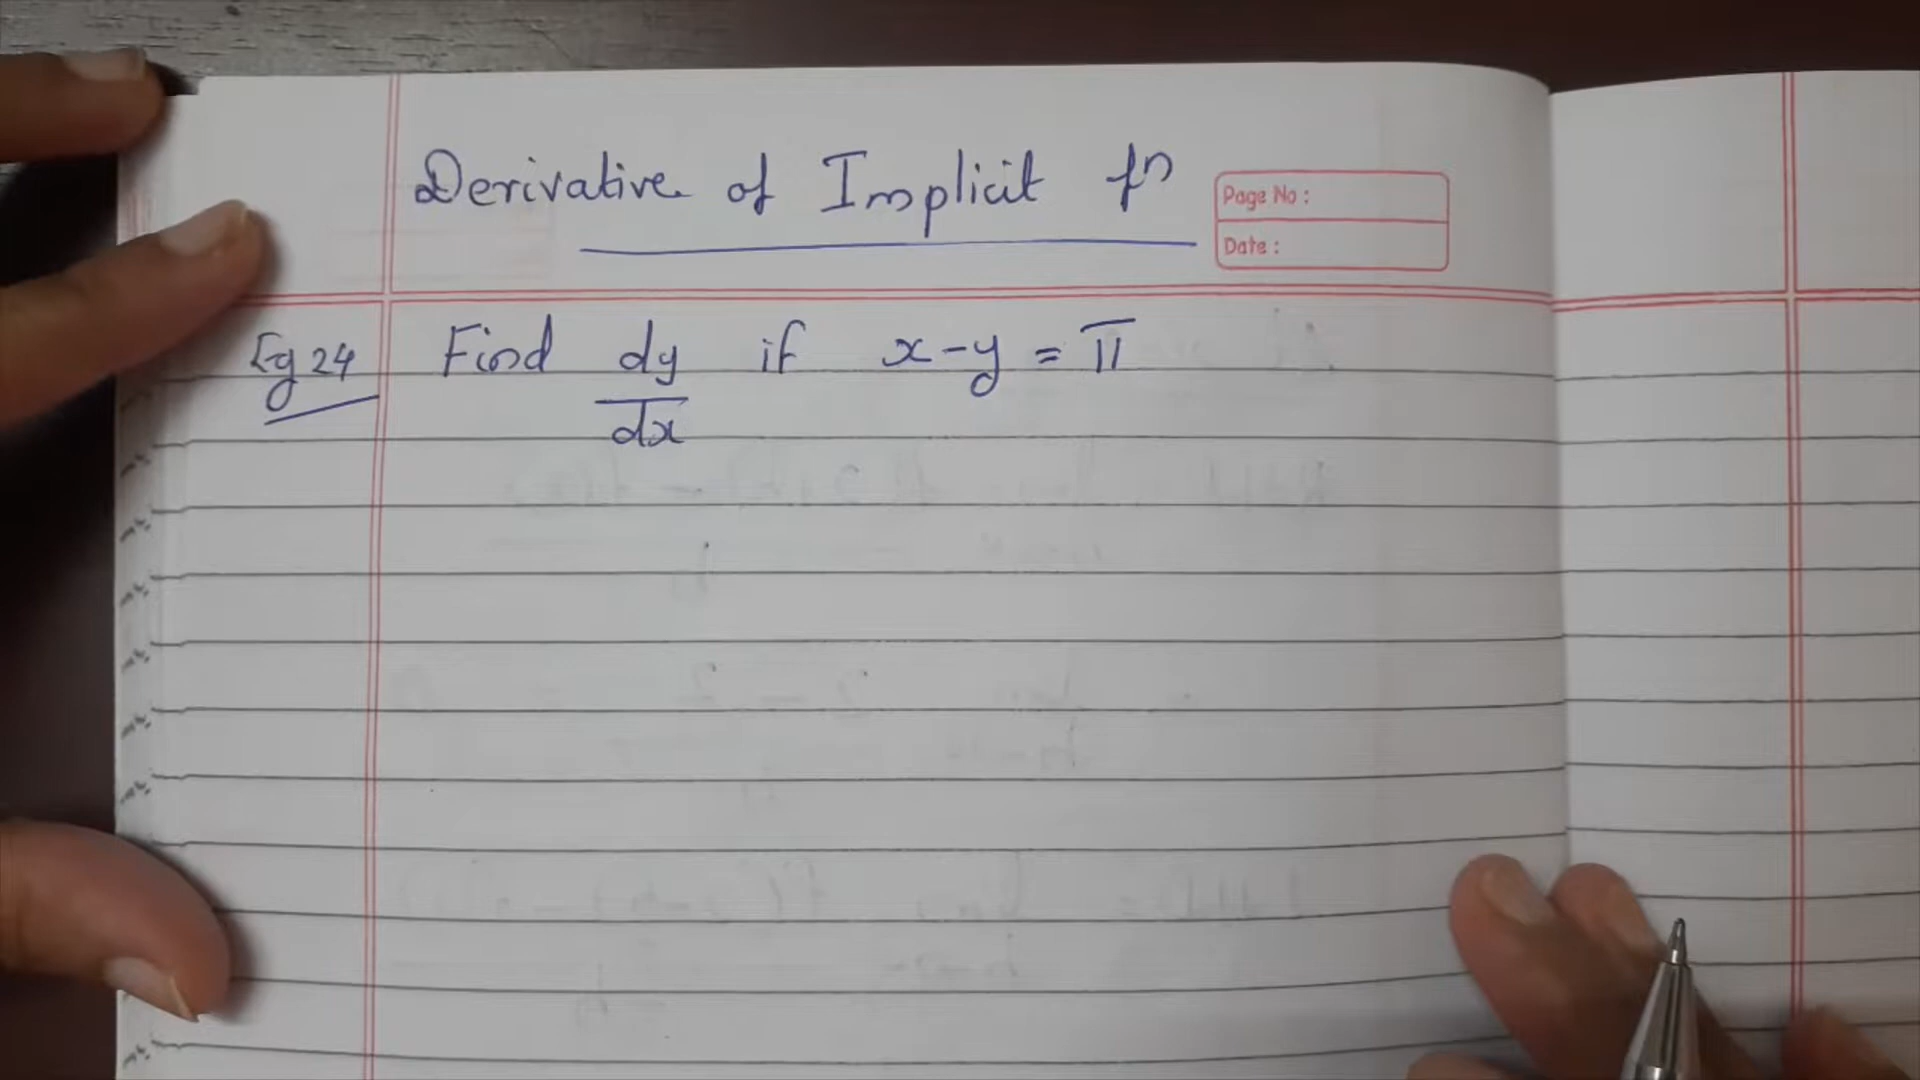 Derivative of Implicit fn
Page No :
Date :
Eg 24 Find dy/dx if x-y = π